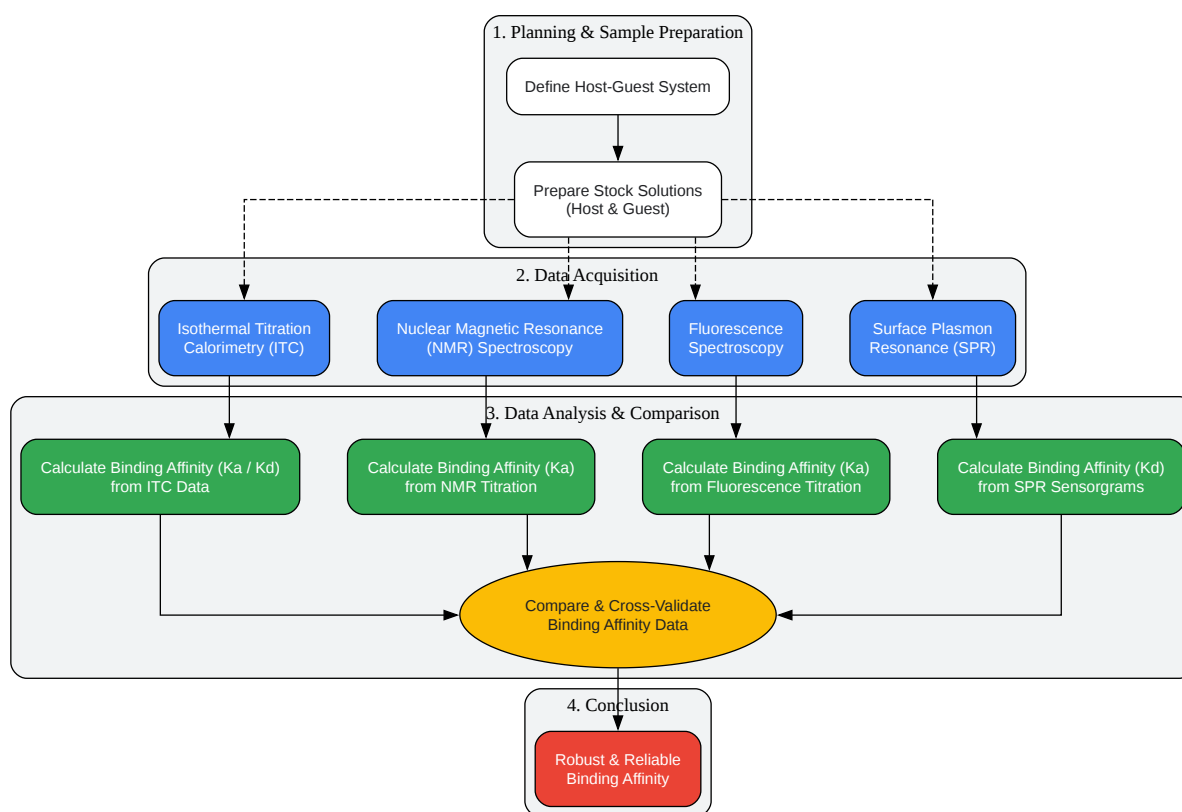 1. Planning & Sample Preparation
Define Host-Guest System
Prepare Stock Solutions
(Host & Guest)
2. Data Acquisition
Isothermal Titration
Calorimetry (ITC)
Nuclear Magnetic Resonance
(NMR) Spectroscopy
Fluorescence
Spectroscopy
Surface Plasmon
Resonance (SPR)
3. Data Analysis & Comparison
Calculate Binding Affinity (Ka / Kd)
from ITC Data
Calculate Binding Affinity (Ka)
from NMR Titration
Calculate Binding Affinity (Ka)
from Fluorescence Titration
Calculate Binding Affinity (Kd)
from SPR Sensorgrams
Compare & Cross-Validate
Binding Affinity Data
4. Conclusion
Robust & Reliable
Binding Affinity